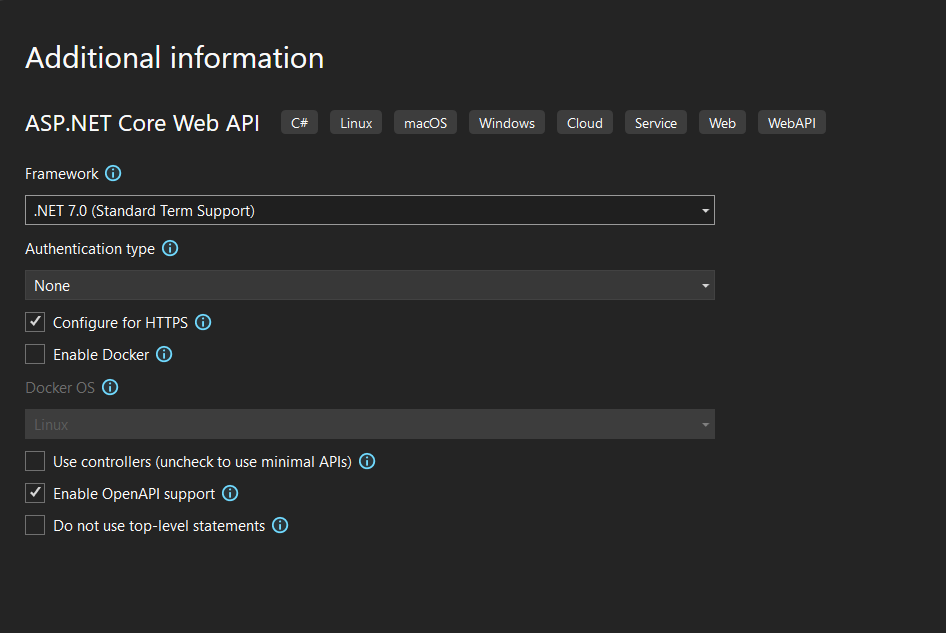 Additional information
ASP.NET Core Web API C# Linux macOS Windows Cloud Service Web WebAPI
Framework
.NET 7.0 (Standard Term Support)
Authentication type
None
Configure for HTTPS
Enable Docker
Docker OS
Linux
Use controllers (uncheck to use minimal APIs)
Enable OpenAPI support
Do not use top-level statements